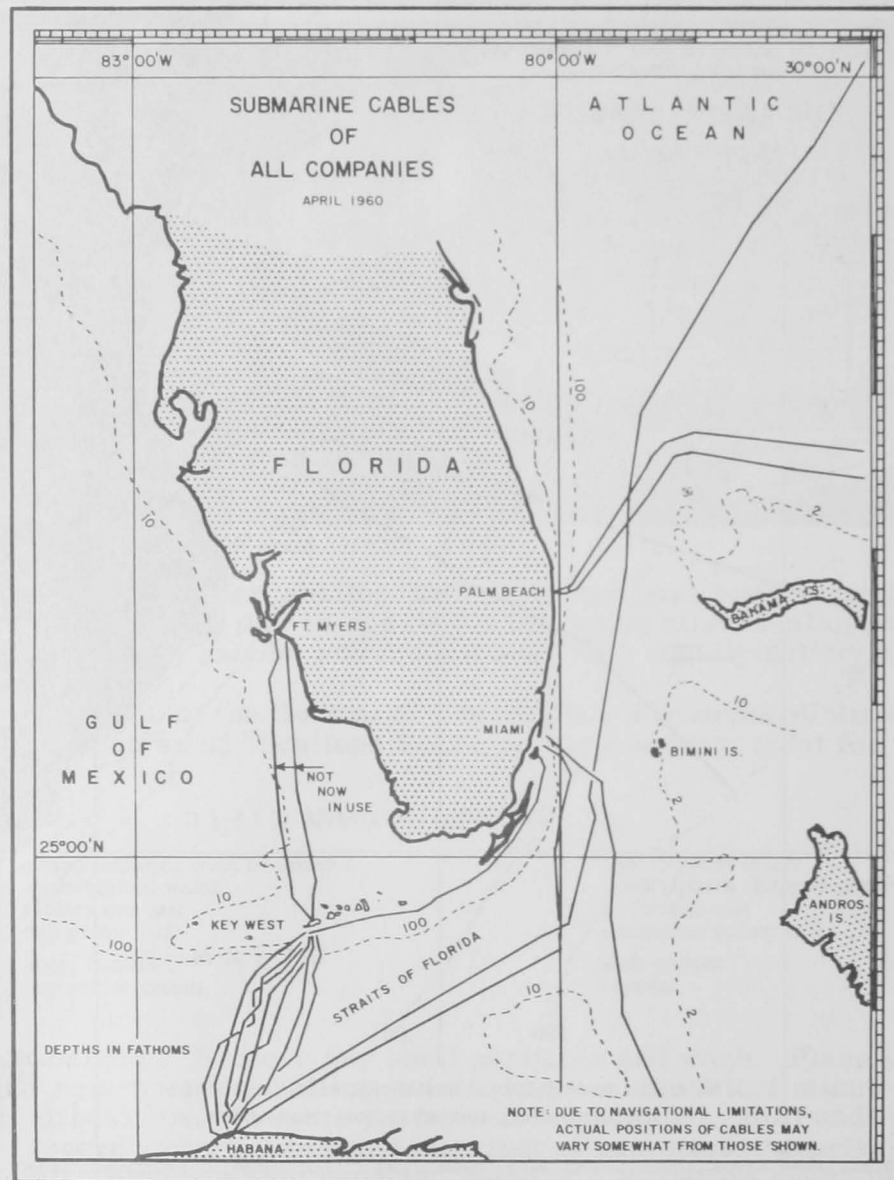 83°00'W
80°00'W
30°00'N
SUBMARINE CABLES
OF
ALL COMPANIES
APRIL 1960
ATLANTIC
OCEAN
10
100
FLORIDA
10
2
PALM BEACH
BAHAMA IS.
FT. MYERS
10
GULF
OF
MEXICO
MIAMI
BIMINI IS.
NOT
NOW
IN USE
2
25°00'N
10
KEY WEST
100
100
ANDROS
IS.
STRAITS OF FLORIDA
10
2
DEPTHS IN FATHOMS
NOTE: DUE TO NAVIGATIONAL LIMITATIONS,
ACTUAL POSITIONS OF CABLES MAY
VARY SOMEWHAT FROM THOSE SHOWN.
HABANA